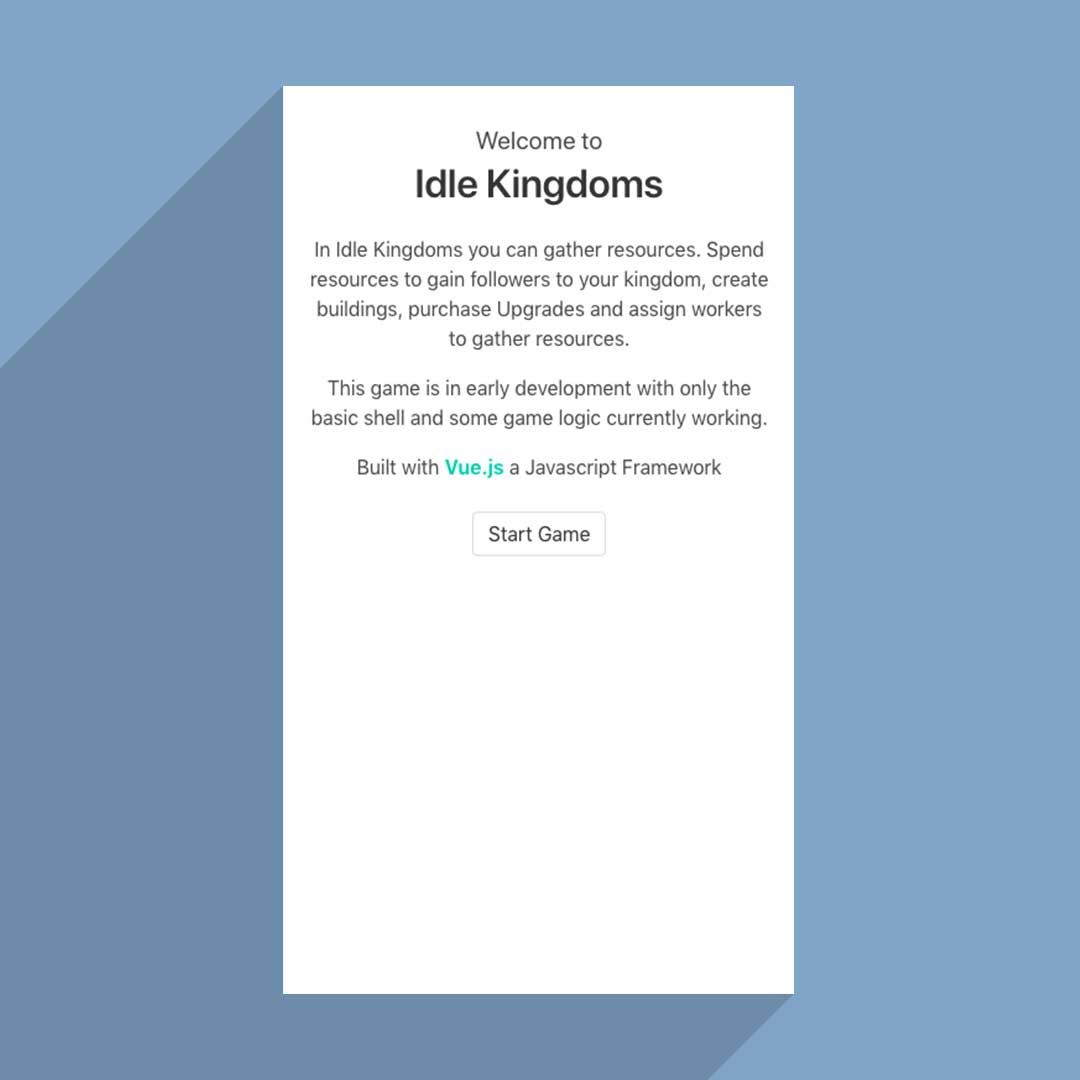 Welcome to
Idle Kingdoms
In Idle Kingdoms you can gather resources. Spend
resources to gain followers to your kingdom, create
buildings, purchase Upgrades and assign workers
to gather resources.
This game is in early development with only the
basic shell and some game logic currently working.
Built with Vue.js a Javascript Framework
Start Game